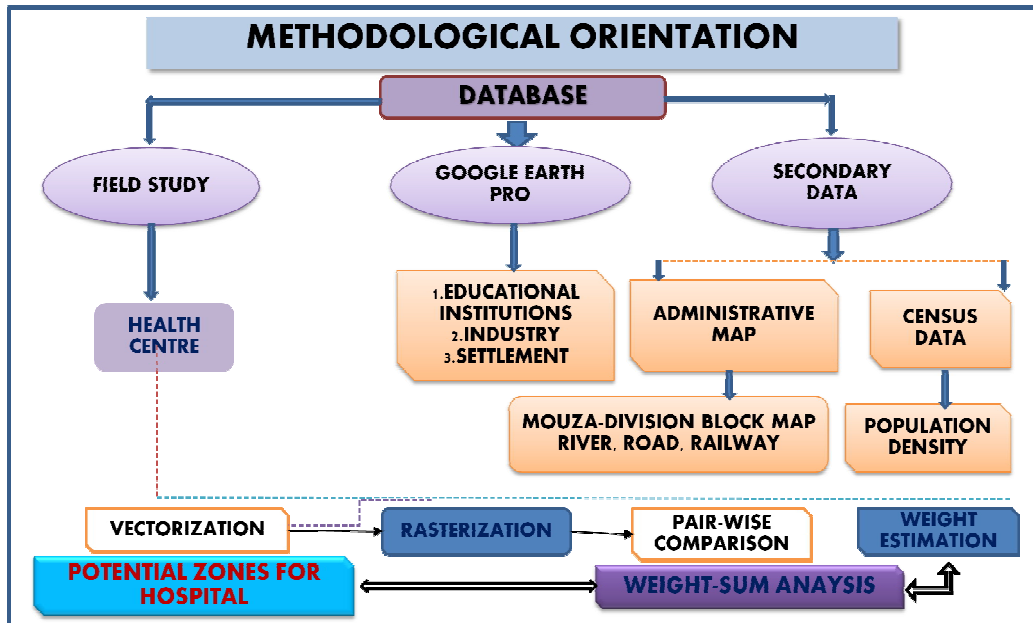 METHODOLOGICAL ORIENTATION
DATABASE
FIELD STUDY
GOOGLE EARTH
PRO
SECONDARY
DATA
HEALTH
CENTRE
1.EDUCATIONAL
INSTITUTIONS
2.INDUSTRY
3.SETTLEMENT
ADMINISTRATIVE
MAP
CENSUS
DATA
MOUZA-DIVISION BLOCK MAP
RIVER, ROAD, RAILWAY
POPULATION
DENSITY
VECTORIZATION
RASTERIZATION
PAIR-WISE
COMPARISON
WEIGHT
ESTIMATION
POTENTIAL ZONES FOR
HOSPITAL
WEIGHT-SUM ANAYSIS